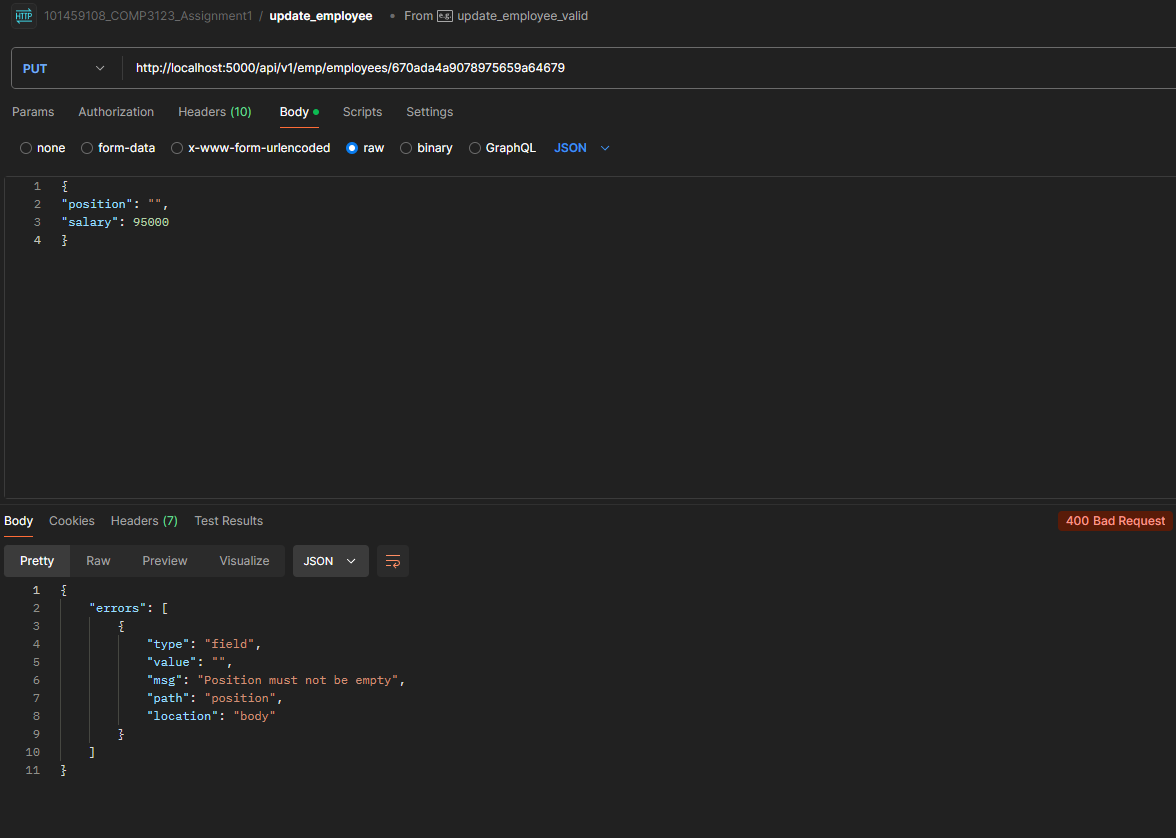 HTTP 101459108_COMP3123_Assignment1 / update_employee • From e.g. update_employee_valid
PUT http://localhost:5000/api/v1/emp/employees/670ada4a9078975659a64679
Params Authorization Headers (10) Body Scripts Settings
none form-data x-www-form-urlencoded raw binary GraphQL JSON
1 {
2 "position": "",
3 "salary": 95000
4 }
Body Cookies Headers (7) Test Results 400 Bad Request
Pretty Raw Preview Visualize JSON
1 {
2 "errors": [
3 {
4 "type": "field",
5 "value": "",
6 "msg": "Position must not be empty",
7 "path": "position",
8 "location": "body"
9 }
10 ]
11 }